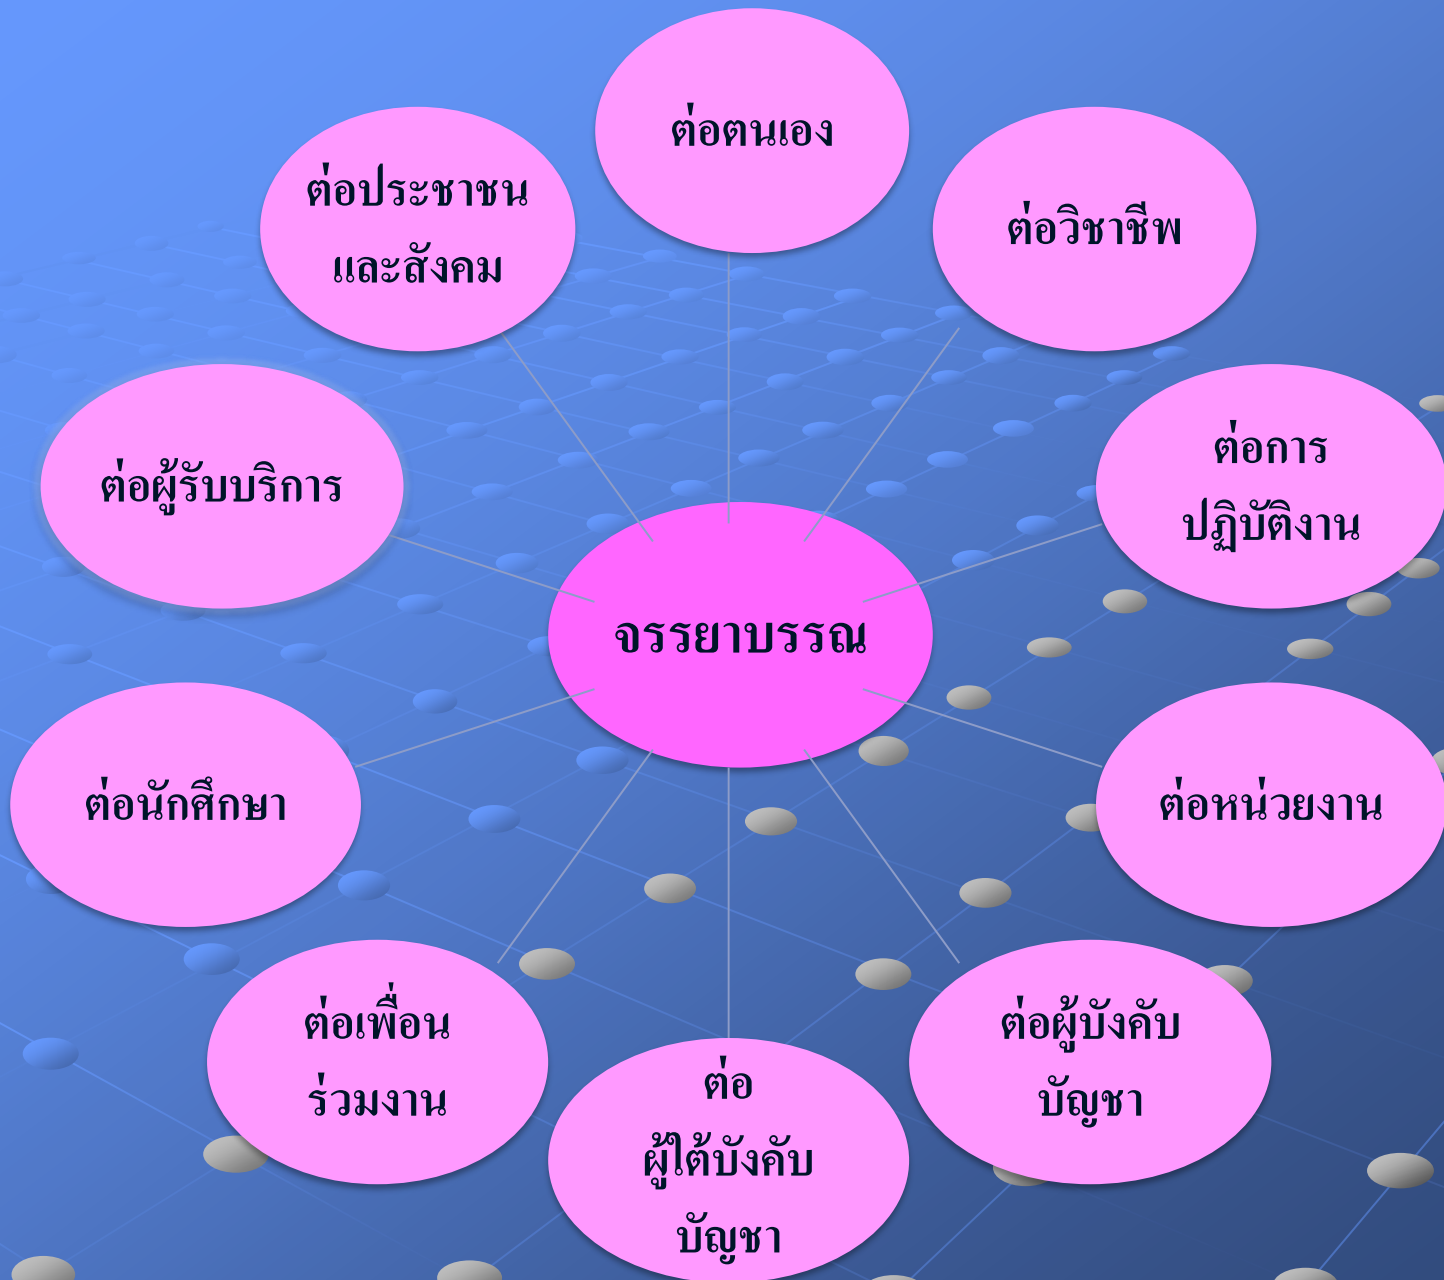 ต่อตนเอง
ต่อวิชาชีพ
ต่อการ
ปฏิบัติงาน
ต่อหน่วยงาน
ต่อผู้บังคับ
บัญชา
ต่อ
ผู้ใต้บังคับ
บัญชา
ต่อเพื่อน
ร่วมงาน
ต่อนักศึกษา
ต่อผู้รับบริการ
ต่อประชาชน
และสังคม
จรรยาบรรณ